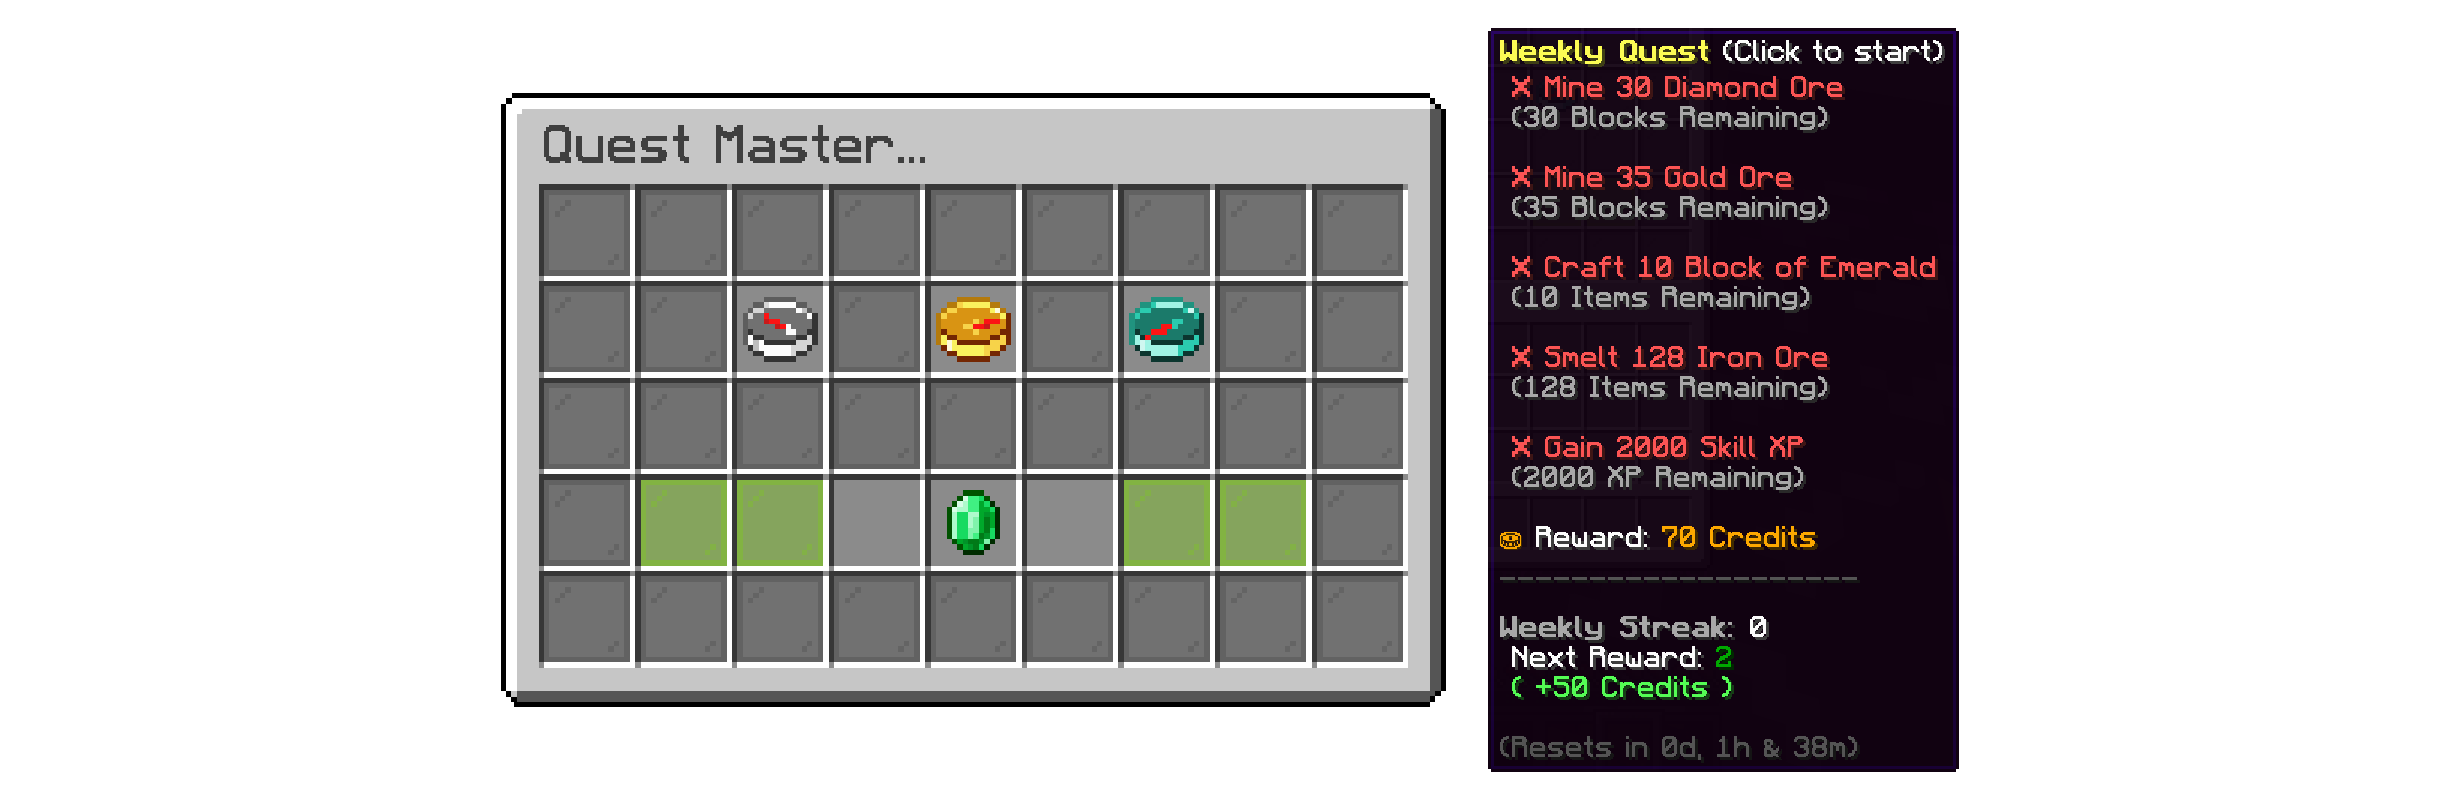 Quest Master...
Weekly Quest (Click to start)
✘ Mine 30 Diamond Ore
(30 Blocks Remaining)
✘ Mine 35 Gold Ore
(35 Blocks Remaining)
✘ Craft 10 Block of Emerald
(10 Items Remaining)
✘ Smelt 128 Iron Ore
(128 Items Remaining)
✘ Gain 2000 Skill XP
(2000 XP Remaining)
Reward: 70 Credits
--------------------
Weekly Streak: 0
Next Reward: 2
( +50 Credits )
(Resets in 0d, 1h & 38m)